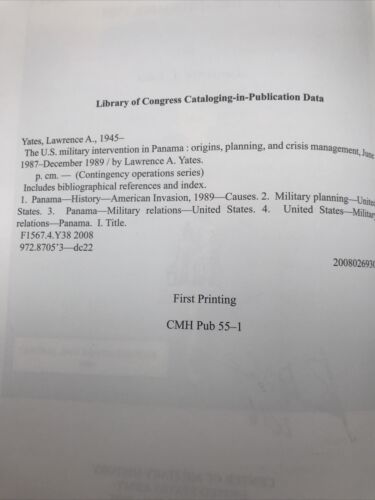 Library of Congress Cataloging-in-Publication Data
Yates, Lawrence A., 1945–
The U.S. military intervention in Panama : origins, planning, and crisis management, June
1987–December 1989 / by Lawrence A. Yates.
p. cm. — (Contingency operations series)
Includes bibliographical references and index.
1. Panama—History—American Invasion, 1989—Causes. 2. Military planning—United
States. 3. Panama—Military relations—United States. 4. United States—Military
relations—Panama. I. Title.
F1567.4.Y38 2008
972.8705'3—dc22
2008026930
First Printing
CMH Pub 55–1